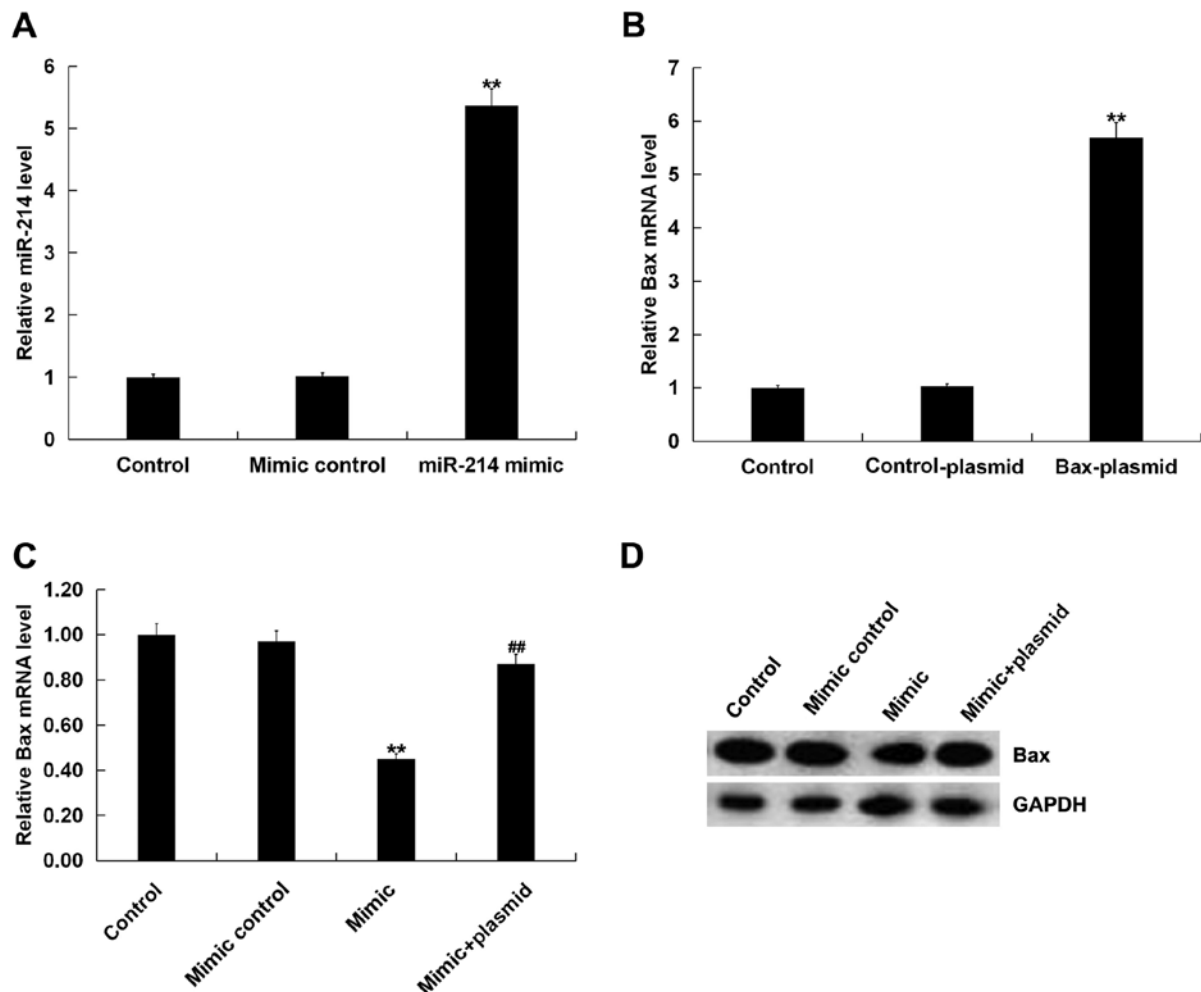 A
Relative miR-214 level
6
5
4
3
2
1
0
**
Control
Mimic control
miR-214 mimic
B
Relative Bax mRNA level
7
6
5
4
3
2
1
0
**
Control
Control-plasmid
Bax-plasmid
C
Relative Bax mRNA level
1.20
1.00
0.80
0.60
0.40
0.20
0.00
**
##
Control
Mimic control
Mimic
Mimic+plasmid
D
Control
Mimic control
Mimic
Mimic+plasmid
Bax
GAPDH